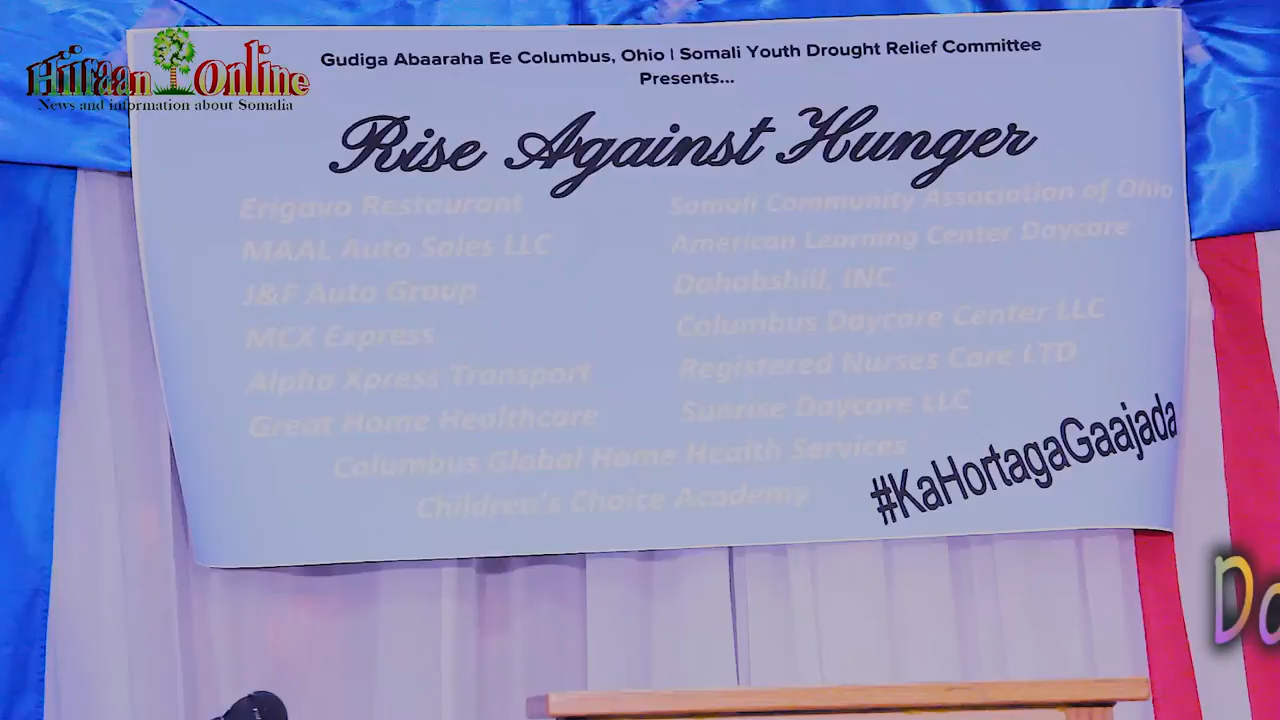 Hiiraan Online
News and information about Somalia
Gudiga Abaaraha Ee Columbus, Ohio | Somali Youth Drought Relief Committee
Presents...
Rise Against Hunger
Erigavo Restaurant
MAAL Auto Sales LLC
J&F Auto Group
MCX Express
Alpha Xpress Transport
Great Home Healthcare
Somali Community Association of Ohio
American Learning Center Daycare
Dahabshiil, INC
Columbus Daycare Center LLC
Registered Nurses Care LTD
Sunrise Daycare LLC
Columbus Global Home Health Services
Children's Choice Academy
#KaHortagaGaajada